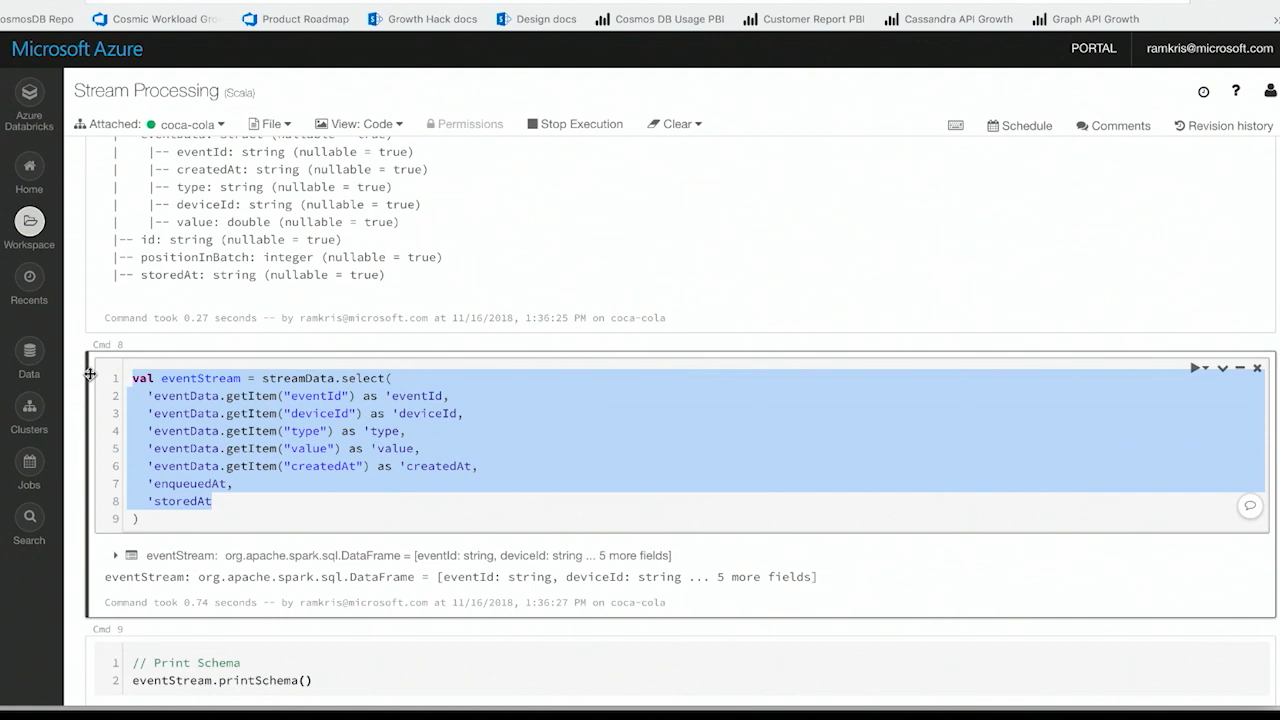 osmosDB Repo Cosmic Workload Gro Product Roadmap Growth Hack docs Design docs Cosmos DB Usage PBI Customer Report PBI Cassandra API Growth Graph API Growth
Microsoft Azure PORTAL ramkris@microsoft.com
Stream Processing (Scala)
Attached: coca-cola File View: Code Permissions Stop Execution Clear Schedule Comments Revision history
Azure
Databricks
Home
Workspace
Recents
Data
Clusters
Jobs
Search
| |-- eventId: string (nullable = true)
| |-- createdAt: string (nullable = true)
| |-- type: string (nullable = true)
| |-- deviceId: string (nullable = true)
| |-- value: double (nullable = true)
|-- id: string (nullable = true)
|-- positionInBatch: integer (nullable = true)
|-- storedAt: string (nullable = true)
Command took 0.27 seconds -- by ramkris@microsoft.com at 11/16/2018, 1:36:25 PM on coca-cola
Cmd 8
1 val eventStream = streamData.select(
2 'eventData.getItem("eventId") as 'eventId,
3 'eventData.getItem("deviceId") as 'deviceId,
4 'eventData.getItem("type") as 'type,
5 'eventData.getItem("value") as 'value,
6 'eventData.getItem("createdAt") as 'createdAt,
7 'enqueuedAt,
8 'storedAt
9 )
eventStream: org.apache.spark.sql.DataFrame = [eventId: string, deviceId: string ... 5 more fields]
eventStream: org.apache.spark.sql.DataFrame = [eventId: string, deviceId: string ... 5 more fields]
Command took 0.74 seconds -- by ramkris@microsoft.com at 11/16/2018, 1:36:27 PM on coca-cola
Cmd 9
1 // Print Schema
2 eventStream.printSchema()